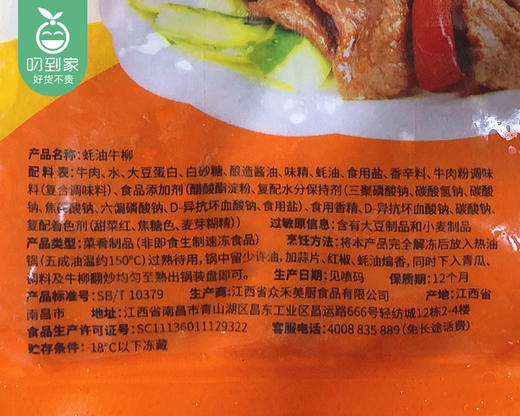 叨到家
好货不贵
产品名称:蚝油牛柳
配料表:牛肉、水、大豆蛋白、白砂糖、酿造酱油、味精、蚝油、食用盐、香辛料、牛肉粉调味
料(复合调味料)、食品添加剂(醋酸酯淀粉、复配水分保持剂(三聚磷酸钠、碳酸氢钠、碳酸
钠、焦磷酸钠、六偏磷酸钠、D-异抗坏血酸钠、食用盐)、食用香精、D-异抗坏血酸钠、碳酸钠、
复配着色剂(甜菜红、焦糖色、麦芽糊精)) 过敏原信息:含有大豆制品和小麦制品
产品类型:菜肴制品(非即食生制速冻食品) 烹饪方法:将本产品完全解冻后放入热油
锅(五成油温约150°C)过熟待用,锅中留少许油,加蒜片、红椒、蚝油煸香,同时下入青瓜、
调料及牛柳翻炒均匀至熟出锅装盘即可。 生产日期:见喷码 保质期:12个月
产品标准号:SB/T 10379 生产商:江西省众禾美厨食品有限公司 产地:江西省
南昌市 地址:江西省南昌市青山湖区昌东工业区昌运路666号轻纺城12栋2-4楼
食品生产许可证号:SC11136011129322 客服电话:4008 835 889(免长途话费)
贮存条件:-18°C以下冻藏